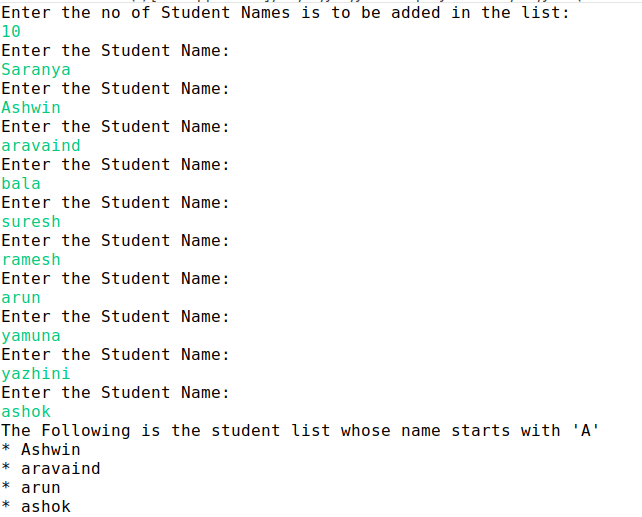 Enter the no of Student Names is to be added in the list:
10
Enter the Student Name:
Saranya
Enter the Student Name:
Ashwin
Enter the Student Name:
aravaind
Enter the Student Name:
bala
Enter the Student Name:
suresh
Enter the Student Name:
ramesh
Enter the Student Name:
arun
Enter the Student Name:
yamuna
Enter the Student Name:
yazhini
Enter the Student Name:
ashok
The Following is the student list whose name starts with 'A'
* Ashwin
* aravaind
* arun
* ashok